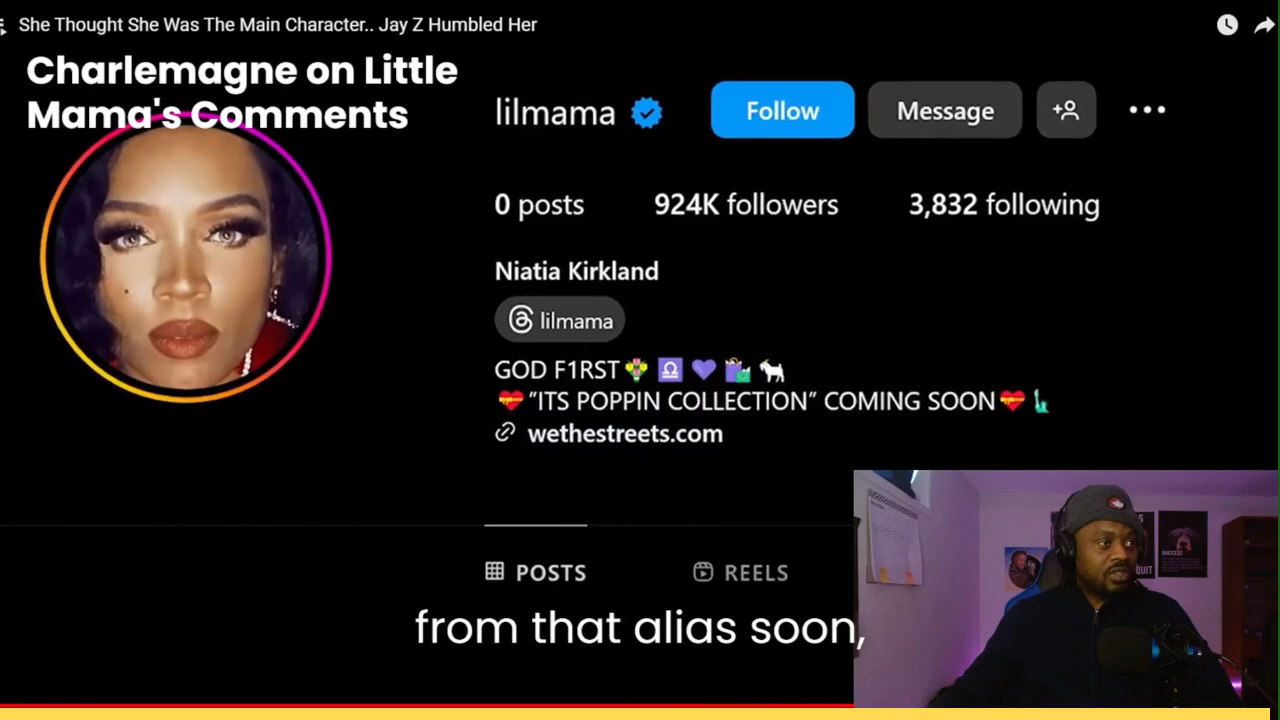 She Thought She Was The Main Character.. Jay Z Humbled Her
Charlemagne on Little
Mama's Comments
lilmama
Follow
Message
0 posts
924K followers
3,832 following
Niatia Kirkland
lilmama
GOD F1RST💐♎💜🛍️🐐
💝"ITS POPPIN COLLECTION" COMING SOON💝🗽
wethestreets.com
POSTS
REELS
SUCCESS
QUIT
from that alias soon,